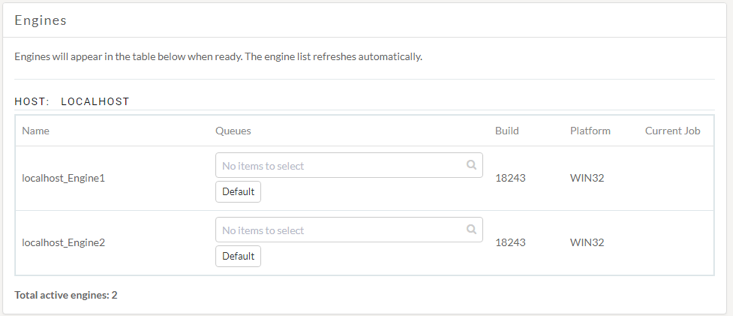 Engines
Engines will appear in the table below when ready. The engine list refreshes automatically.
HOST: LOCALHOST
Name Queues Build Platform Current Job
localhost_Engine1 No items to select 18243 WIN32
Default
localhost_Engine2 No items to select 18243 WIN32
Default
Total active engines: 2